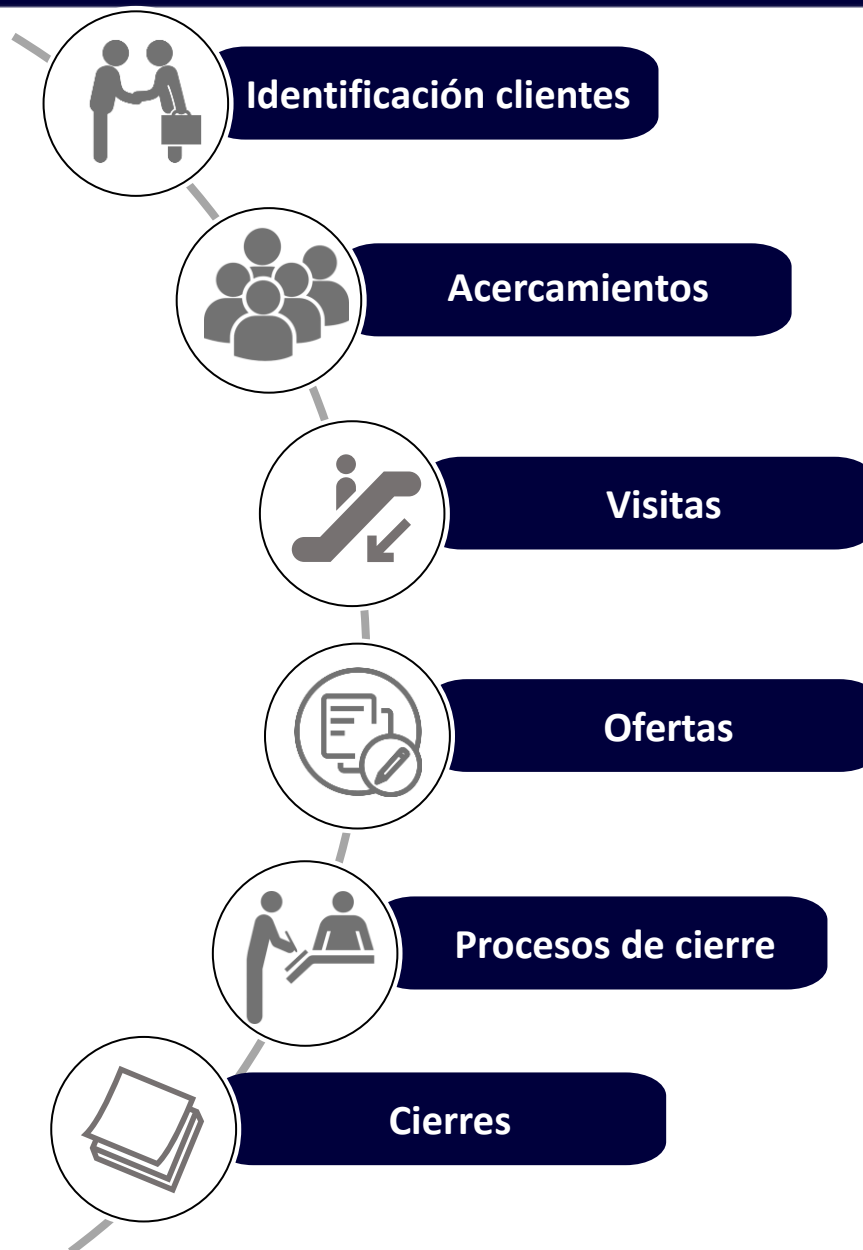 Identificación clientes
Acercamientos
Visitas
Ofertas
Procesos de cierre
Cierres